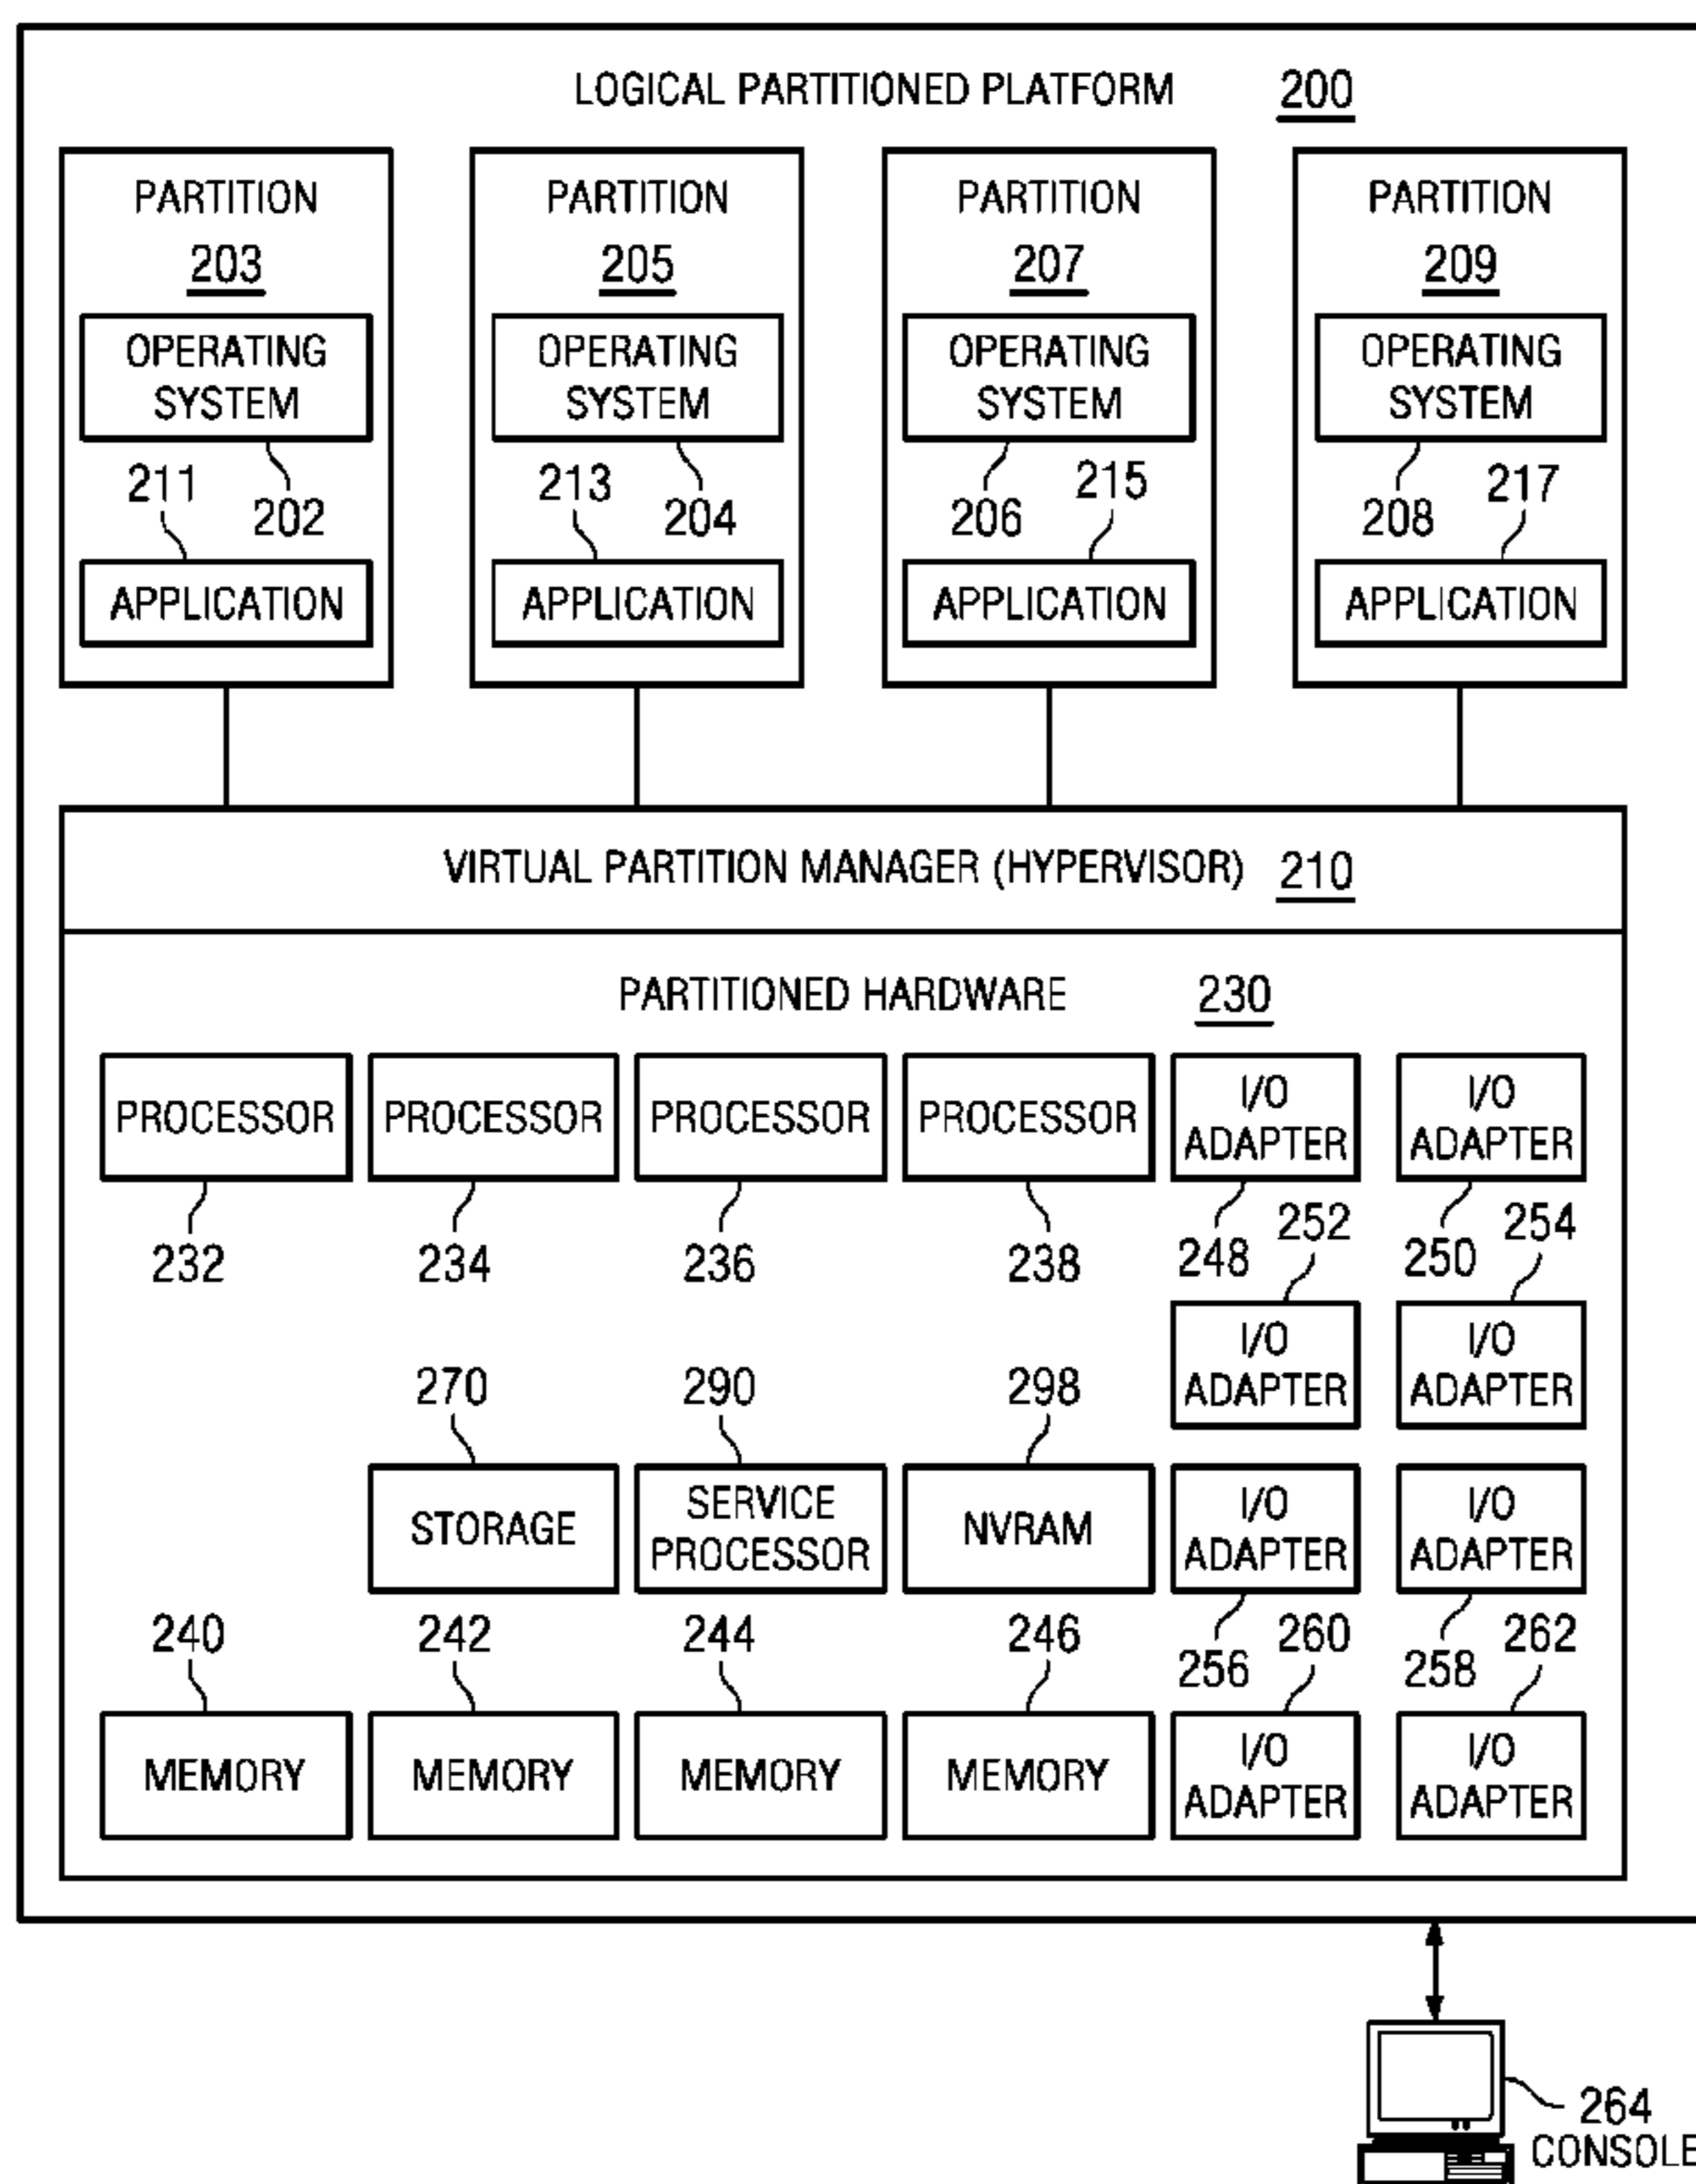 LOGICAL PARTITIONED PLATFORM 200
PARTITION
203
OPERATING
SYSTEM
211
202
APPLICATION
PARTITION
205
OPERATING
SYSTEM
213
204
APPLICATION
PARTITION
207
OPERATING
SYSTEM
215
206
APPLICATION
PARTITION
209
OPERATING
SYSTEM
217
208
APPLICATION
VIRTUAL PARTITION MANAGER (HYPERVISOR) 210
PARTITIONED HARDWARE 230
PROCESSOR
232
PROCESSOR
234
PROCESSOR
236
PROCESSOR
238
I/O
ADAPTER
248
I/O
ADAPTER
250
252
I/O
ADAPTER
254
I/O
ADAPTER
270
STORAGE
290
SERVICE
PROCESSOR
298
NVRAM
I/O
ADAPTER
256
I/O
ADAPTER
258
240
MEMORY
242
MEMORY
244
MEMORY
246
MEMORY
260
I/O
ADAPTER
262
I/O
ADAPTER
264
CONSOLE